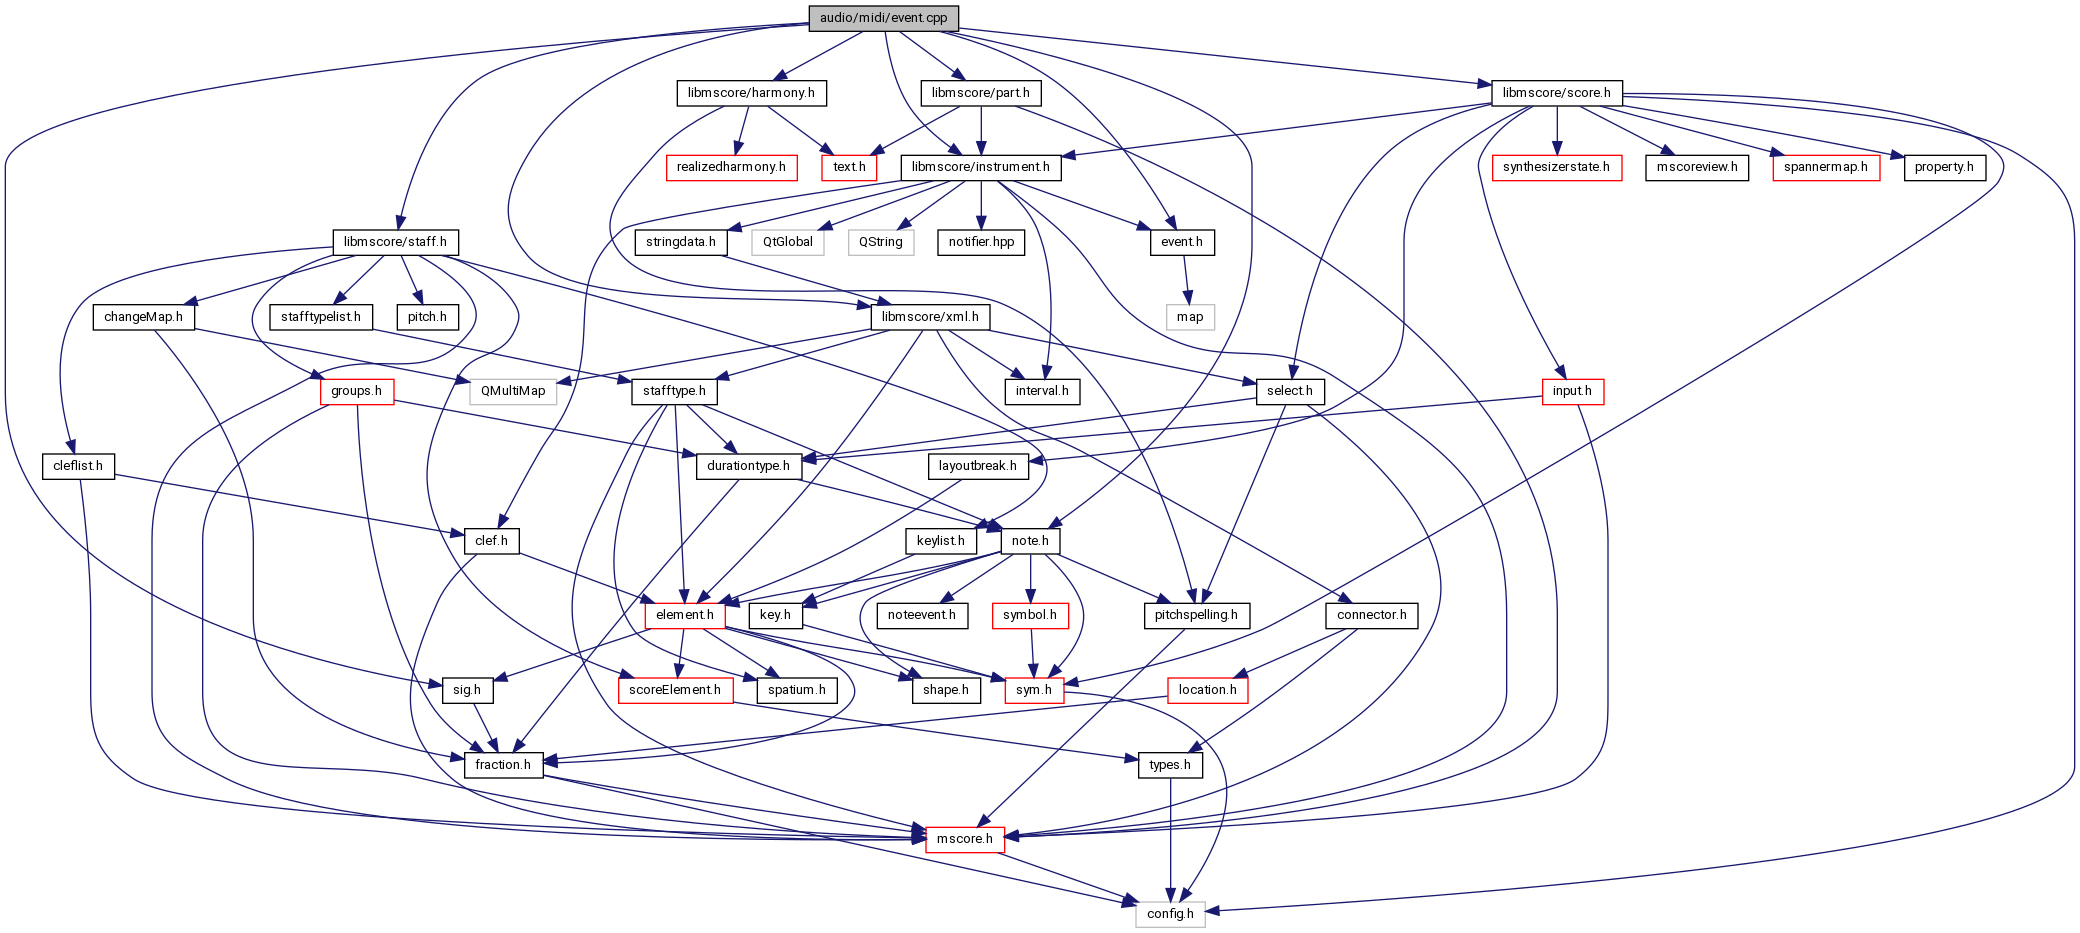 audio/midi/event.cpp
libmscore/harmony.h
libmscore/part.h
libmscore/score.h
realizedharmony.h
text.h
libmscore/instrument.h
synthesizerstate.h
mscoreview.h
spannermap.h
property.h
libmscore/staff.h
stringdata.h
QtGlobal
QString
notifier.hpp
event.h
changeMap.h
stafftypelist.h
pitch.h
libmscore/xml.h
map
groups.h
QMultiMap
stafftype.h
interval.h
select.h
input.h
cleflist.h
durationtype.h
layoutbreak.h
clef.h
keylist.h
note.h
element.h
key.h
noteevent.h
symbol.h
pitchspelling.h
connector.h
sig.h
scoreElement.h
spatium.h
shape.h
sym.h
location.h
fraction.h
types.h
mscore.h
config.h